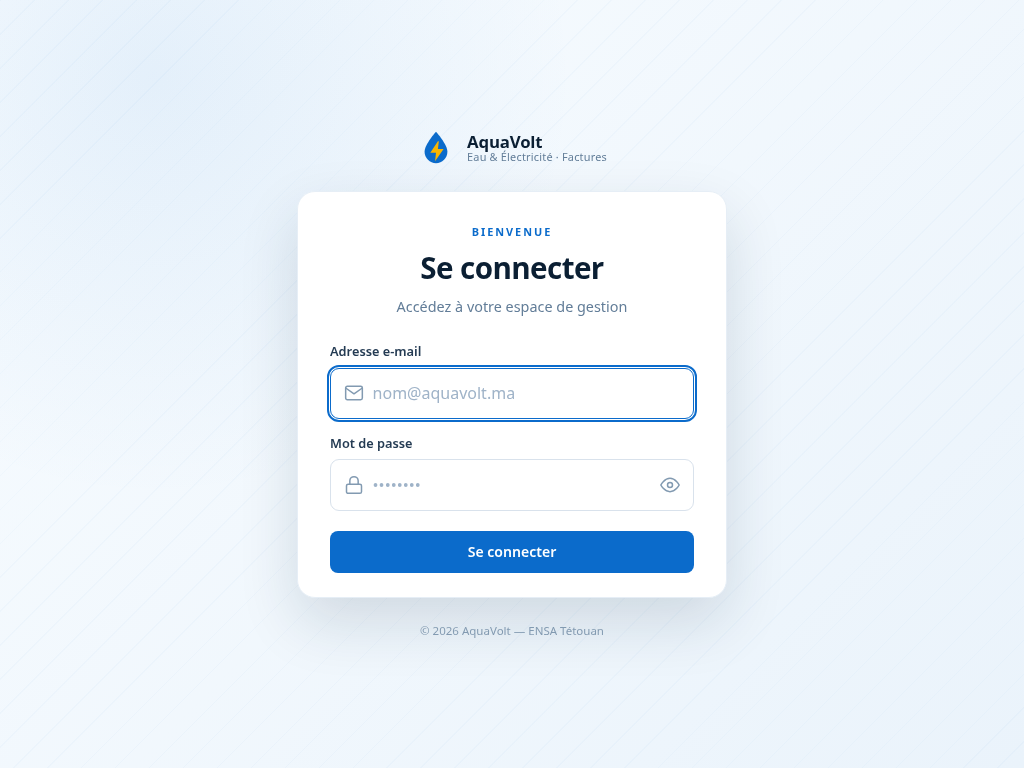 AquaVolt
Eau & Électricité · Factures
BIENVENUE
Se connecter
Accédez à votre espace de gestion
Adresse e-mail
nom@aquavolt.ma
Mot de passe
••••••••
Se connecter
© 2026 AquaVolt — ENSA Tétouan